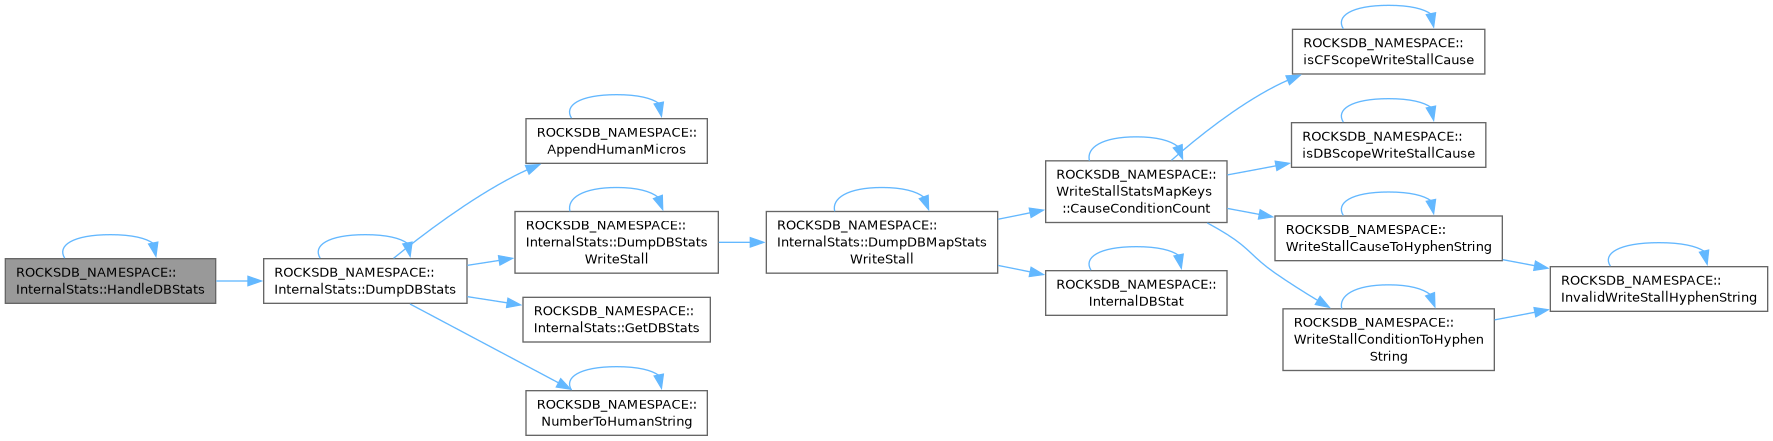 ROCKSDB_NAMESPACE::
InternalStats::HandleDBStats
ROCKSDB_NAMESPACE::
InternalStats::DumpDBStats
ROCKSDB_NAMESPACE::
AppendHumanMicros
ROCKSDB_NAMESPACE::
InternalStats::DumpDBStats
WriteStall
ROCKSDB_NAMESPACE::
InternalStats::GetDBStats
ROCKSDB_NAMESPACE::
NumberToHumanString
ROCKSDB_NAMESPACE::
InternalStats::DumpDBMapStats
WriteStall
ROCKSDB_NAMESPACE::
WriteStallStatsMapKeys
::CauseConditionCount
ROCKSDB_NAMESPACE::
InternalDBStat
ROCKSDB_NAMESPACE::
isCFScopeWriteStallCause
ROCKSDB_NAMESPACE::
isDBScopeWriteStallCause
ROCKSDB_NAMESPACE::
WriteStallCauseToHyphenString
ROCKSDB_NAMESPACE::
WriteStallConditionToHyphen
String
ROCKSDB_NAMESPACE::
InvalidWriteStallHyphenString